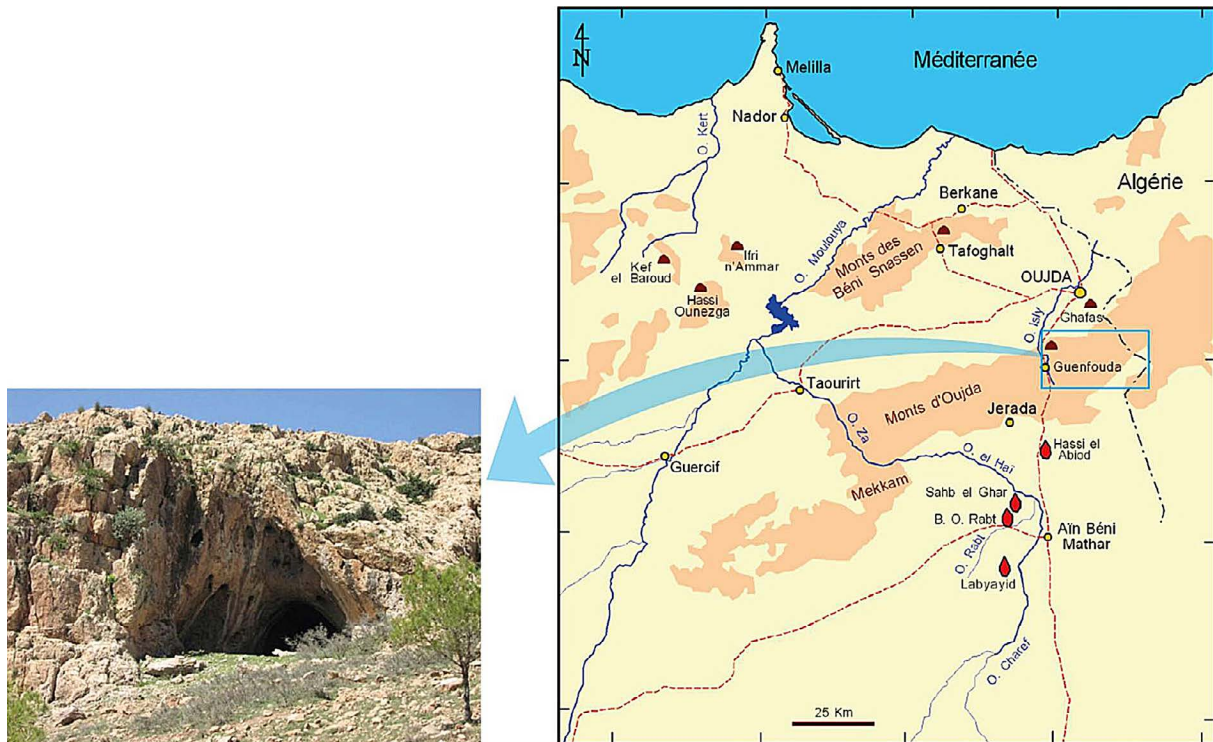 4
N
Méditerranée
Melilla
Nador
O. Kert
Algérie
Berkane
O. Moulouya
Monts des
Béni Snassen
Tafoghalt
Ifri
n'Ammar
Kef
el Baroud
Hassi
Ounezga
OUJDA
Ghafas
O. Isly
Guenfouda
Taourirt
Monts d'Oujda
Jerada
O. Za
Hassi el
Abiod
Guercif
O. el Haï
Mekkam
Sahb el Ghar
B. O. Rabt
Aïn Béni
Mathar
O. Rabt
Labyayid
O. Charef
25 Km